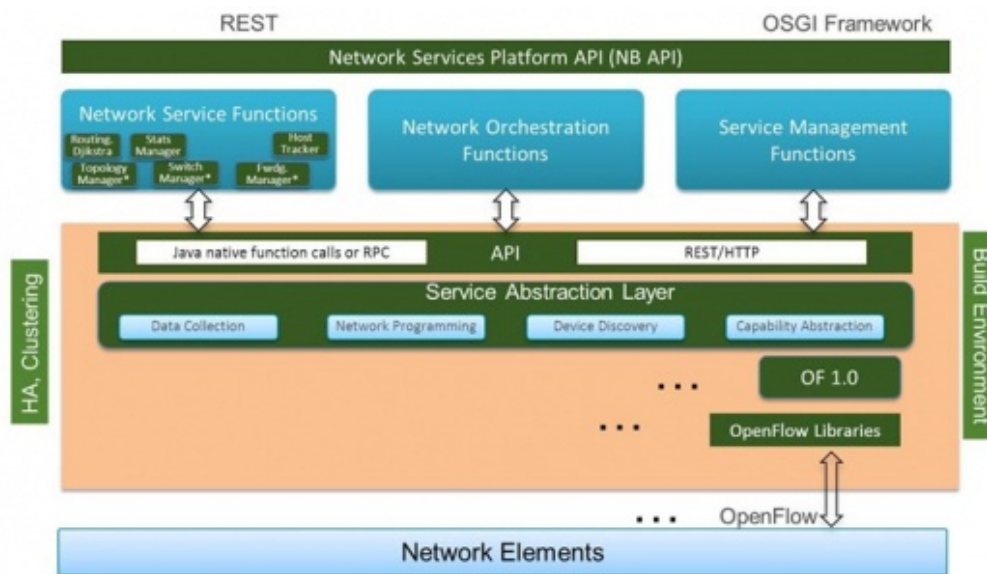 REST
OSGI Framework
Network Services Platform API (NB API)
Network Service Functions
Routing. Djikstra
Stats Manager
Host Tracker
Topology Manager*
Switch Manager*
Fwdg. Manager*
Network Orchestration
Functions
Service Management
Functions
HA, Clustering
Build Environment
Java native function calls or RPC
API
REST/HTTP
Service Abstraction Layer
Data Collection
Network Programming
Device Discovery
Capability Abstraction
...
OF 1.0
...
OpenFlow Libraries
... OpenFlow
Network Elements